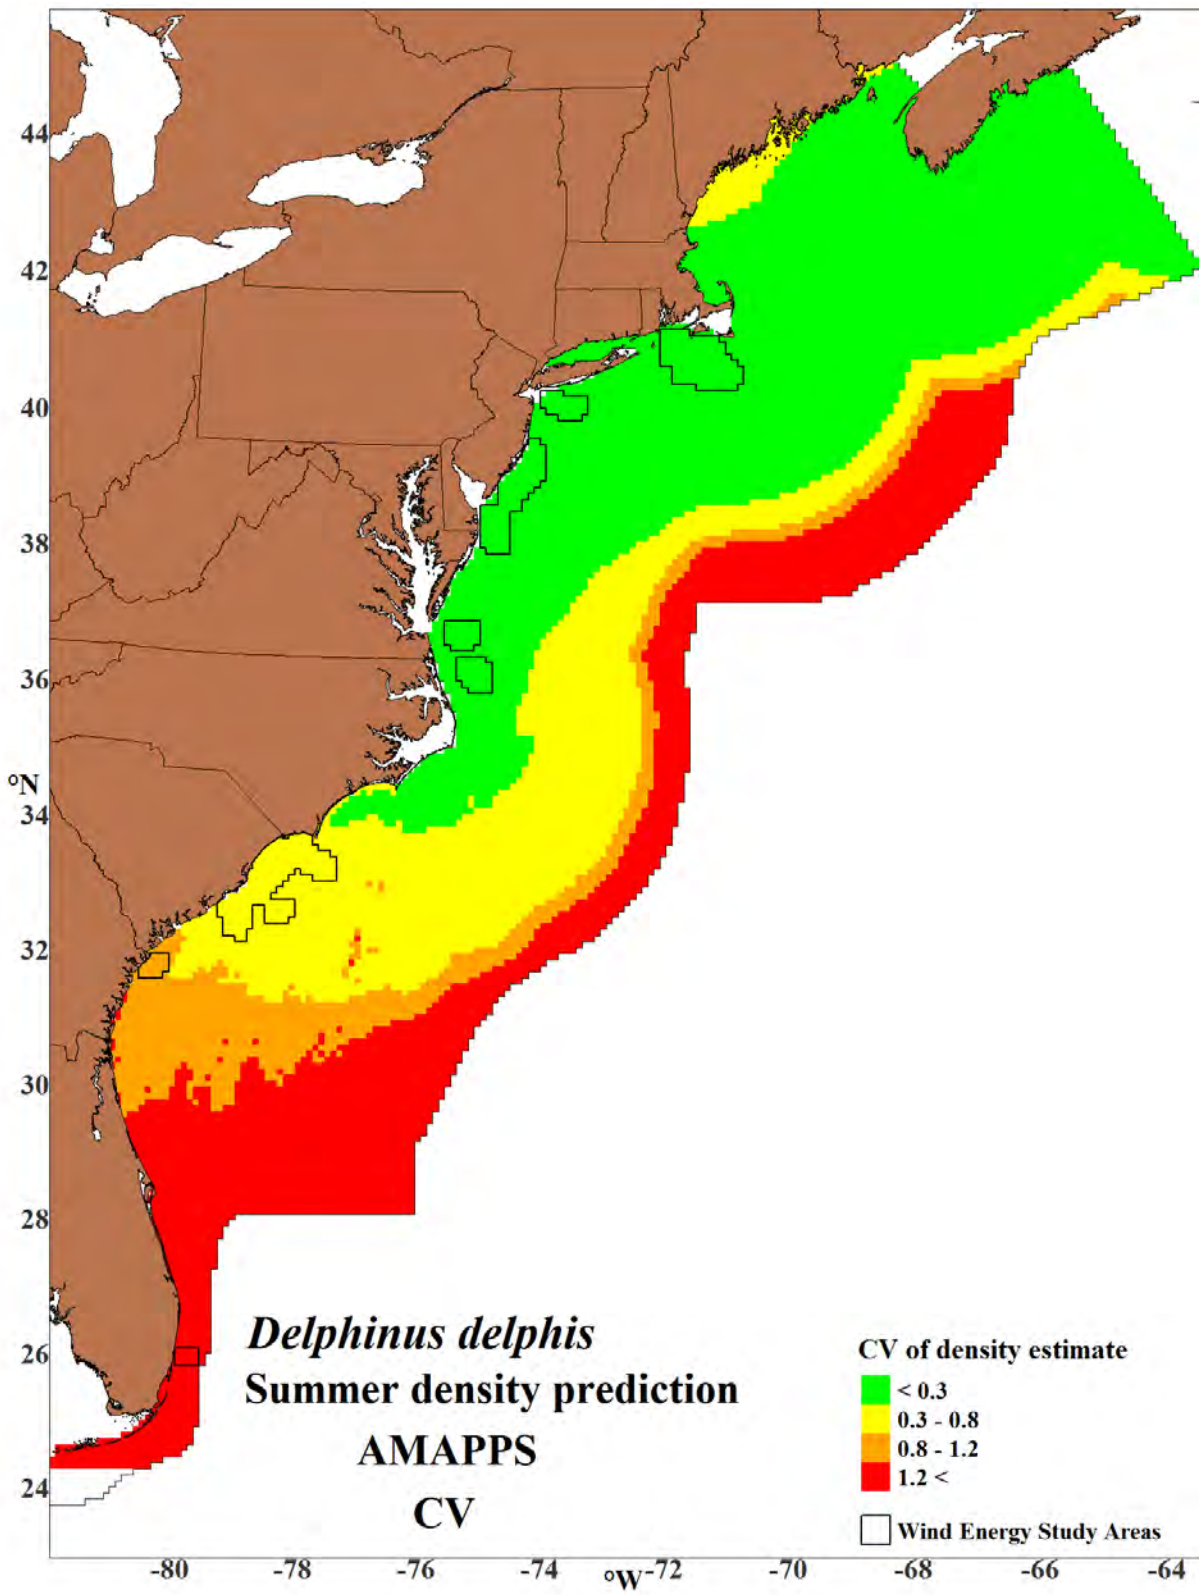 44
42
40
38
36
°N
34
32
30
28
26
24
Delphinus delphis
Summer density prediction
AMAPPS
CV
CV of density estimate
< 0.3
0.3 - 0.8
0.8 - 1.2
1.2 <
Wind Energy Study Areas
-80 -78 -76 -74 -72 -70 -68 -66 -64
°W